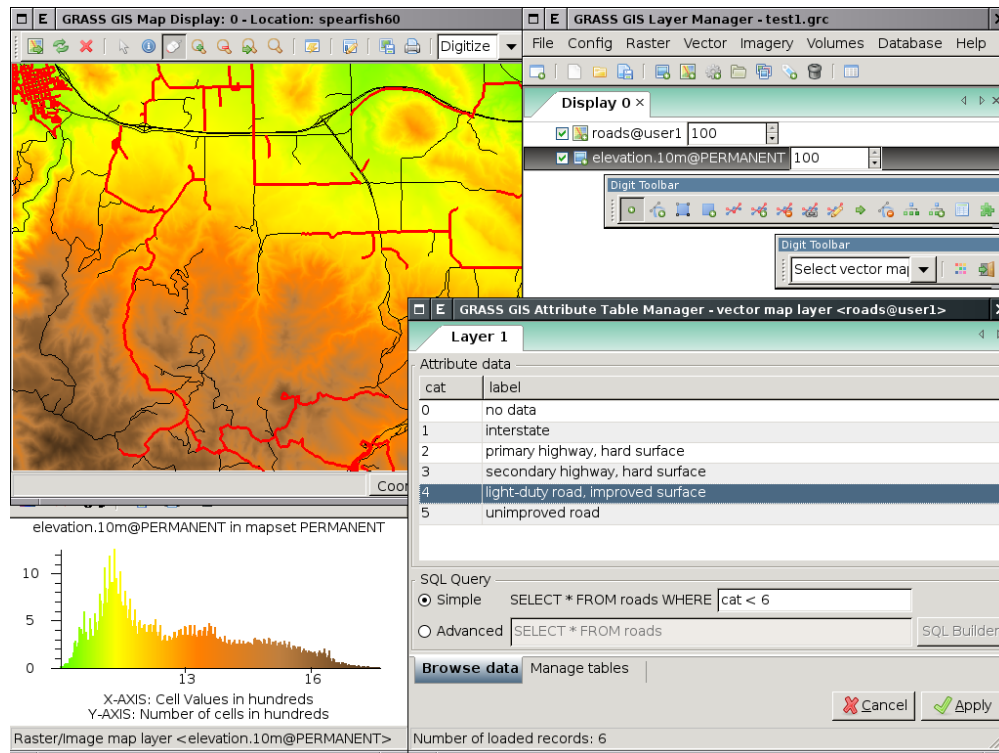 E GRASS GIS Map Display: 0 - Location: spearfish60
Digitize
E GRASS GIS Layer Manager - test1.grc
File Config Raster Vector Imagery Volumes Database Help
Display 0
roads@user1 100
elevation.10m@PERMANENT 100
Digit Toolbar
Digit Toolbar
Select vector map
E GRASS GIS Attribute Table Manager - vector map layer <roads@user1>
Layer 1
Attribute data
cat label
0 no data
1 interstate
2 primary highway, hard surface
3 secondary highway, hard surface
4 light-duty road, improved surface
5 unimproved road
SQL Query
Simple SELECT * FROM roads WHERE cat < 6
Advanced SELECT * FROM roads SQL Builder
Browse data Manage tables
Cancel Apply
Number of loaded records: 6
Coor
elevation.10m@PERMANENT in mapset PERMANENT
10
5
0
13 16
X-AXIS: Cell Values in hundreds
Y-AXIS: Number of cells in hundreds
Raster/Image map layer <elevation.10m@PERMANENT>